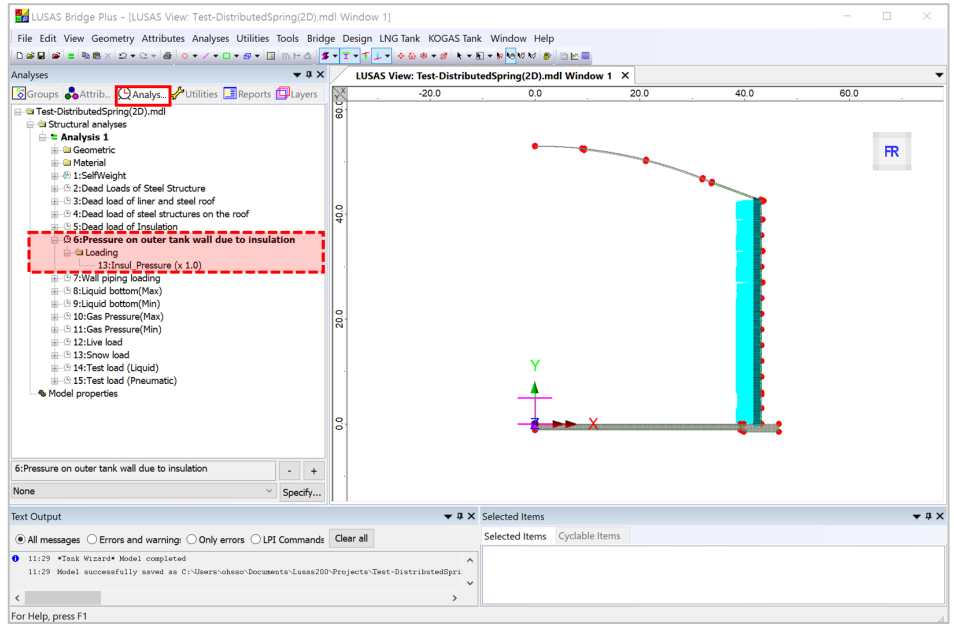 LUSAS Bridge Plus - [LUSAS View: Test-DistributedSpring(2D).mdl Window 1]
File Edit View Geometry Attributes Analyses Utilities Tools Bridge Design LNG Tank KOGAS Tank Window Help
Analyses
Groups Attrib... Analys... Utilities Reports Layers
Test-DistributedSpring(2D).mdl
Structural analyses
Analysis 1
Geometric
Material
1:SelfWeight
2:Dead Loads of Steel Structure
3:Dead load of liner and steel roof
4:Dead load of steel structures on the roof
5:Dead load of Insulation
6:Pressure on outer tank wall due to insulation
Loading
13:Insul_Pressure (x 1.0)
7:Wall piping loading
8:Liquid bottom(Max)
9:Liquid bottom(Min)
10:Gas Pressure(Max)
11:Gas Pressure(Min)
12:Live load
13:Snow load
14:Test load (Liquid)
15:Test load (Pneumatic)
Model properties
6:Pressure on outer tank wall due to insulation - +
None Specify...
LUSAS View: Test-DistributedSpring(2D).mdl Window 1 X
X -20.0 0.0 20.0 40.0 60.0
60.0
40.0
20.0
0.0
FR
Y
Z X
Text Output
All messages Errors and warning: Only errors LPI Commands Clear all
11:29 *Tank Wizard* Model completed
11:29 Model successfully saved as C:\Users\ohsso\Documents\Lusas200\Projects\Test-DistributedSpri
Selected Items
Selected Items Cyclable Items
For Help, press F1